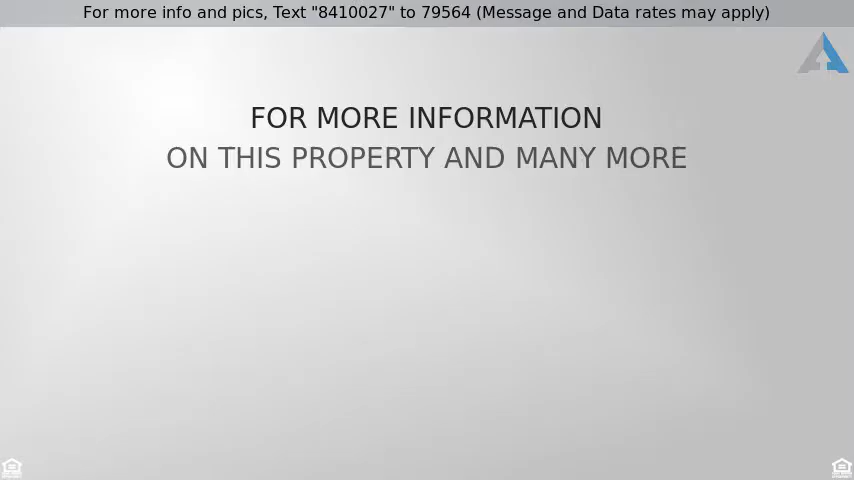 For more info and pics, Text "8410027" to 79564 (Message and Data rates may apply)
FOR MORE INFORMATION
ON THIS PROPERTY AND MANY MORE